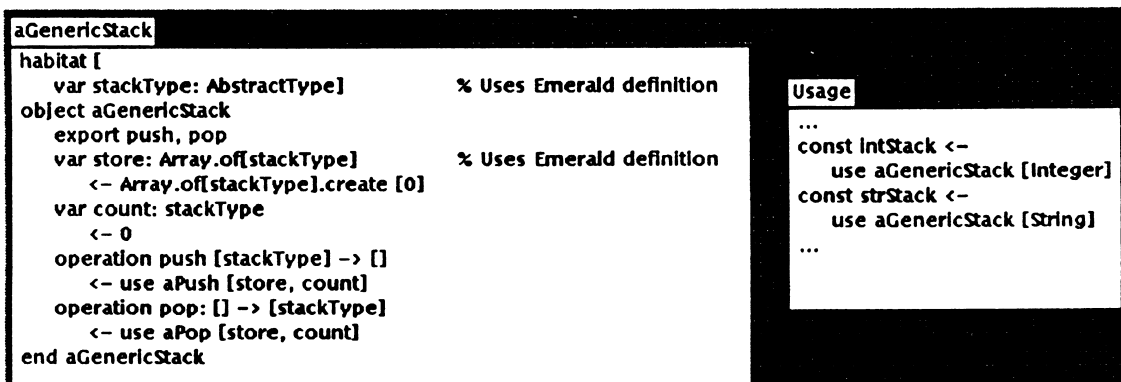 aGenericStack
habitat [
var stackType: AbstractType] % Uses Emerald definition
object aGenericStack
export push, pop
var store: Array.of[stackType] % Uses Emerald definition
<- Array.of[stackType].create [0]
var count: stackType
<- 0
operation push [stackType] -> []
<- use aPush [store, count]
operation pop: [] -> [stackType]
<- use aPop [store, count]
end aGenericStack
Usage
...
const intStack <-
use aGenericStack [Integer]
const strStack <-
use aGenericStack [String]
...